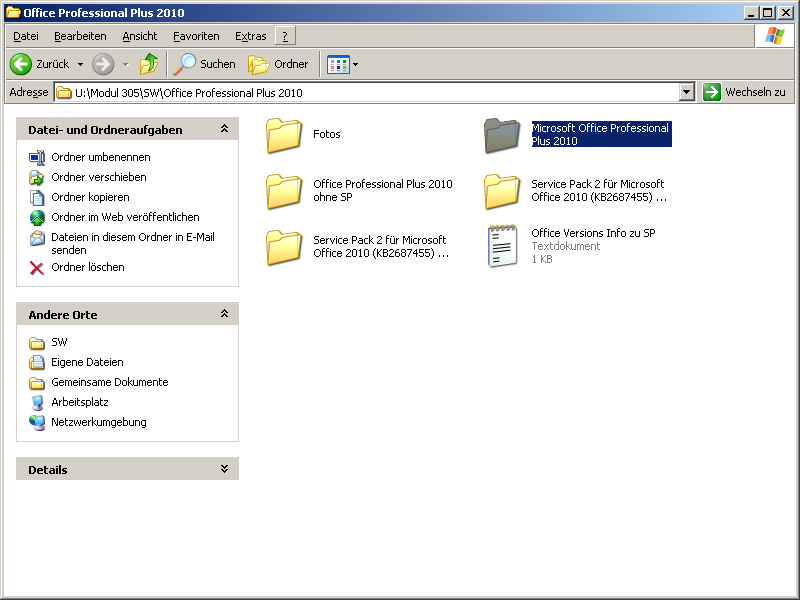 Office Professional Plus 2010
Datei Bearbeiten Ansicht Favoriten Extras ?
Zurück Suchen Ordner
Adresse U:\Modul 305\SW\Office Professional Plus 2010 Wechseln zu
Datei- und Ordneraufgaben
Ordner umbenennen
Ordner verschieben
Ordner kopieren
Ordner im Web veröffentlichen
Dateien in diesem Ordner in E-Mail
senden
Ordner löschen
Andere Orte
SW
Eigene Dateien
Gemeinsame Dokumente
Arbeitsplatz
Netzwerkumgebung
Details
Fotos
Microsoft Office Professional
Plus 2010
Office Professional Plus 2010
ohne SP
Service Pack 2 für Microsoft
Office 2010 (KB2687455) ...
Service Pack 2 für Microsoft
Office 2010 (KB2687455) ...
Office Versions Info zu SP
Textdokument
1 KB